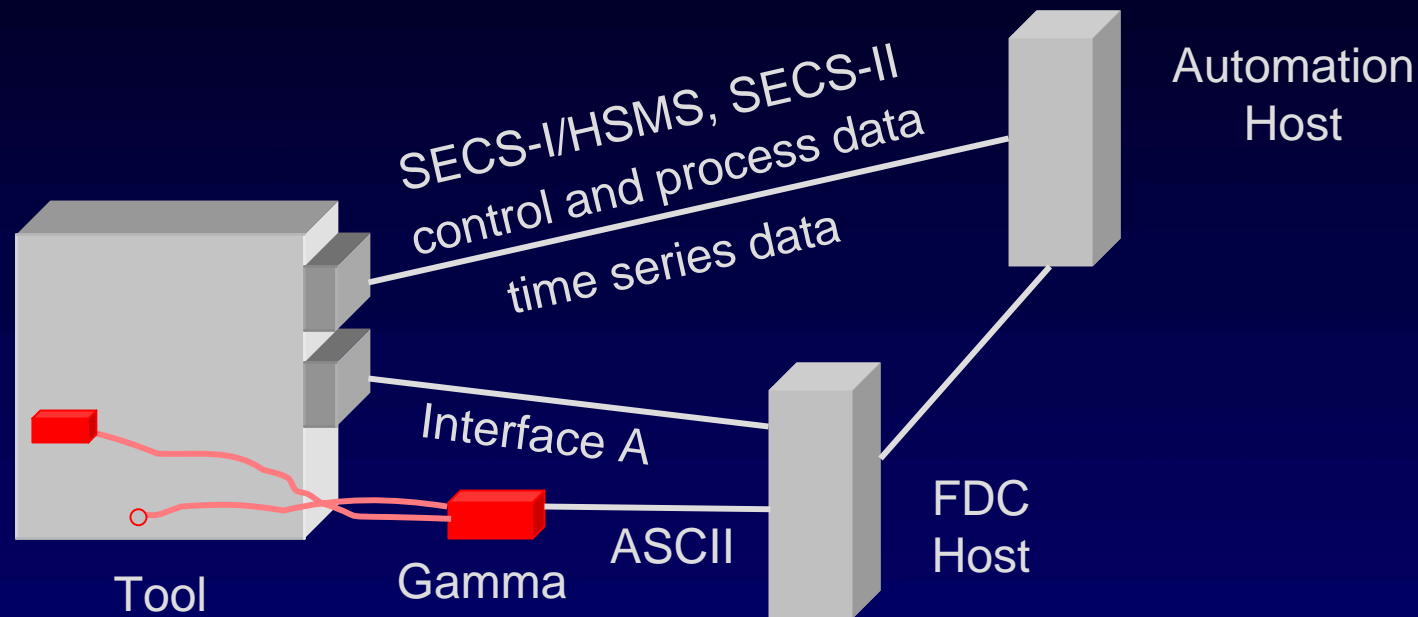 SECS-I/HSMS, SECS-II
control and process data
time series data
Automation
Host
Interface A
ASCII
FDC
Host
Gamma
Tool